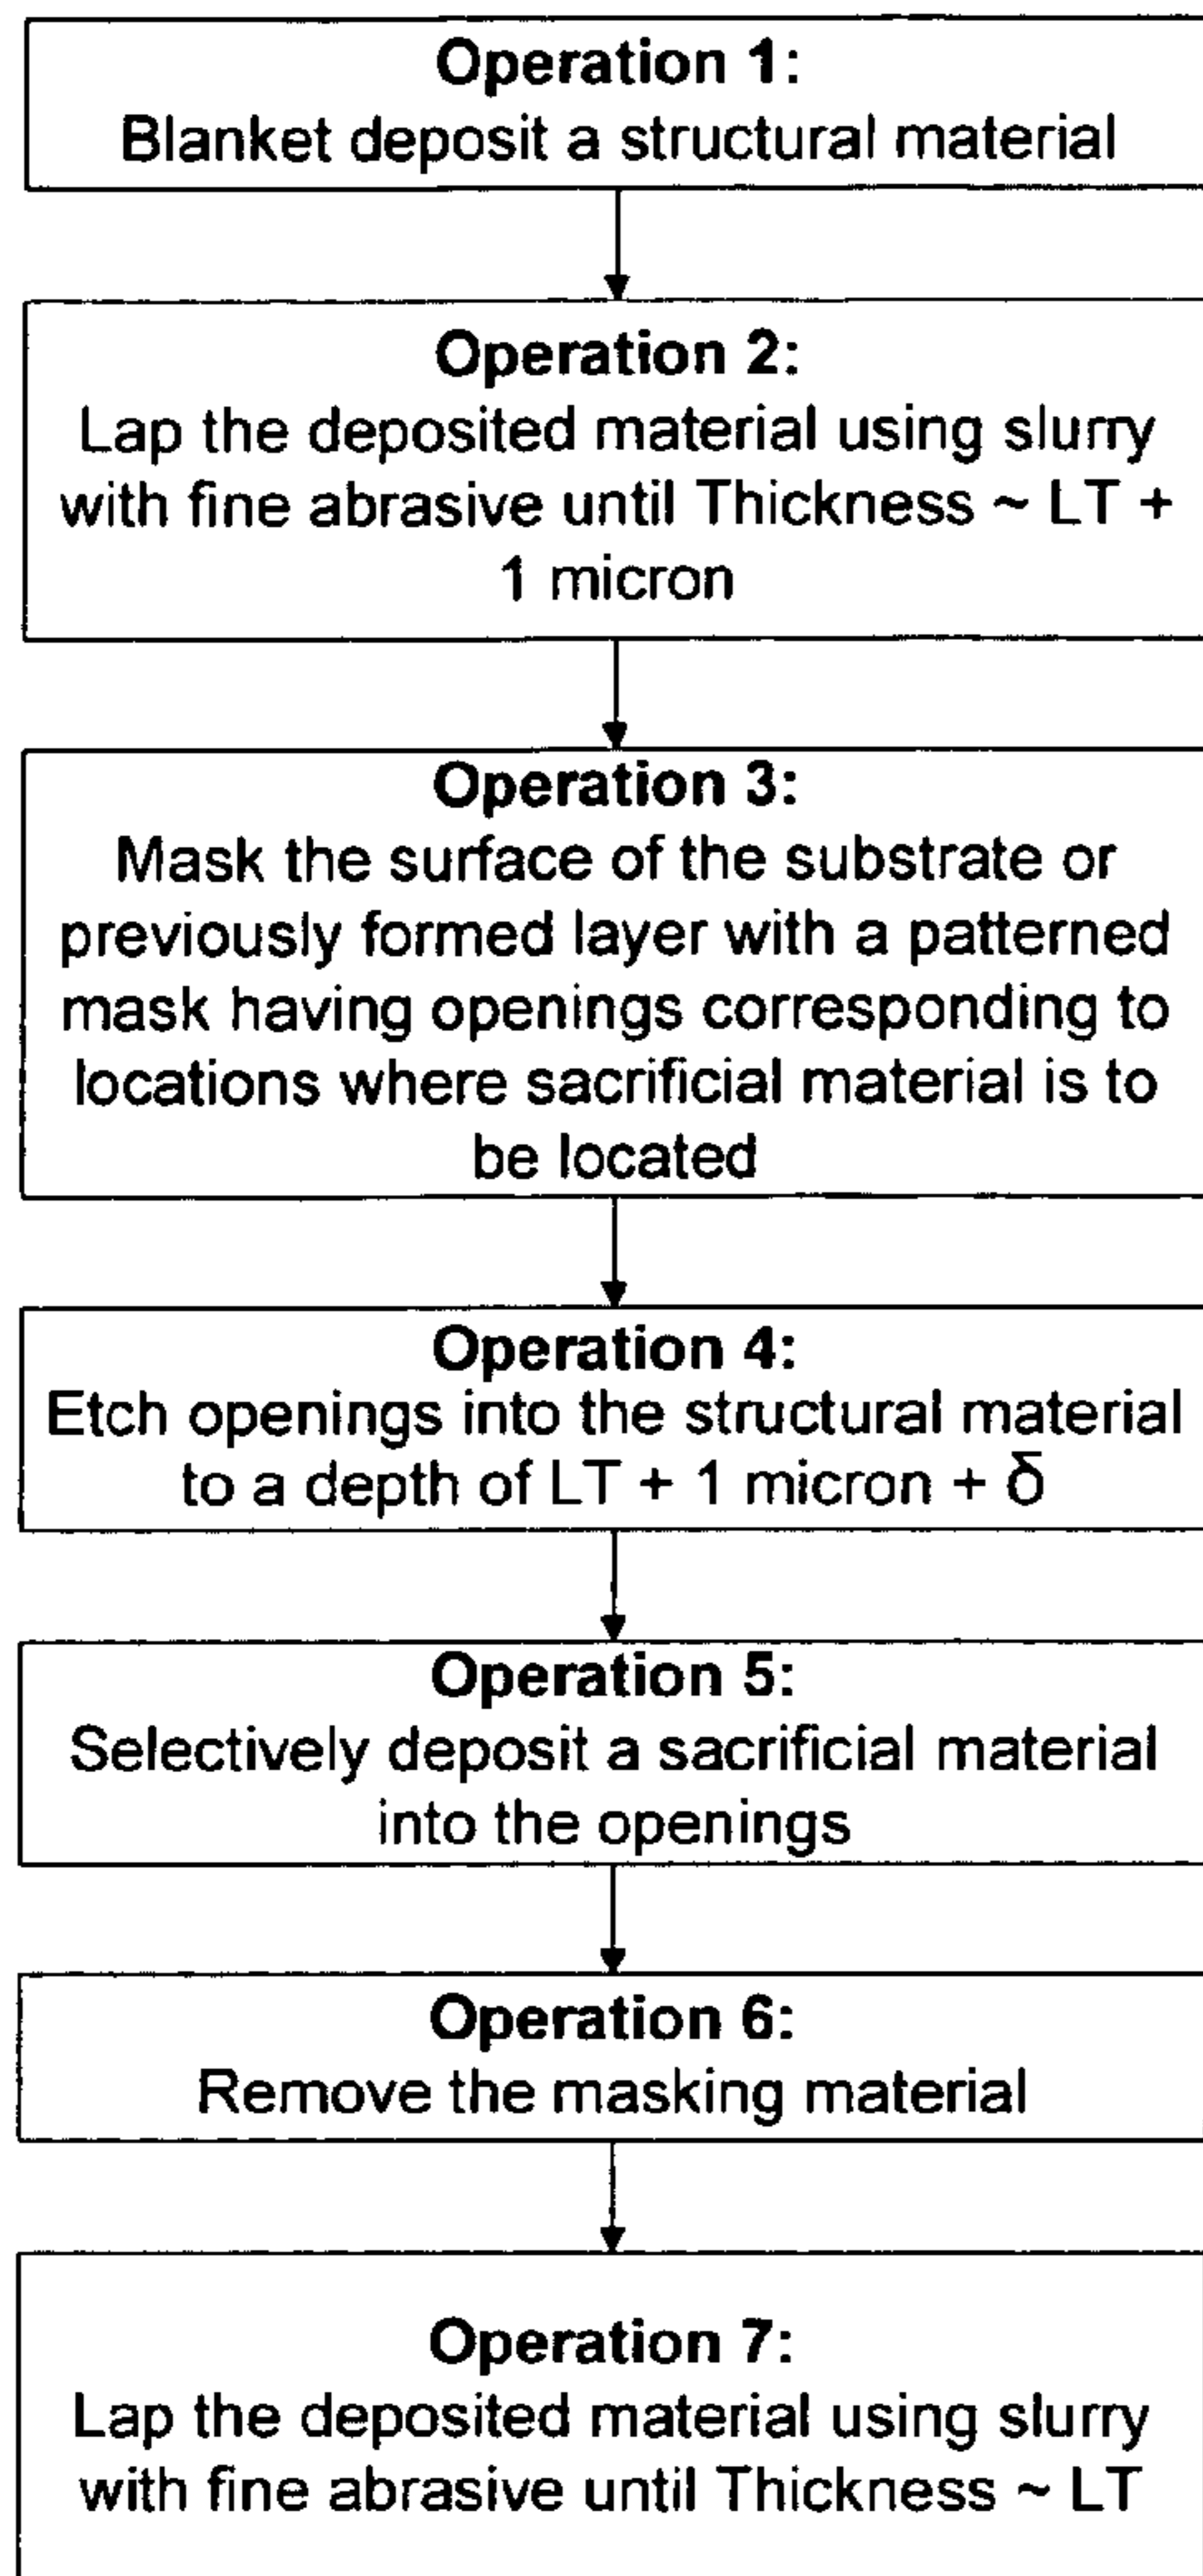 Operation 1:
Blanket deposit a structural material
Operation 2:
Lap the deposited material using slurry
with fine abrasive until Thickness ~ LT +
1 micron
Operation 3:
Mask the surface of the substrate or
previously formed layer with a patterned
mask having openings corresponding to
locations where sacrificial material is to
be located
Operation 4:
Etch openings into the structural material
to a depth of LT + 1 micron + δ
Operation 5:
Selectively deposit a sacrificial material
into the openings
Operation 6:
Remove the masking material
Operation 7:
Lap the deposited material using slurry
with fine abrasive until Thickness ~ LT